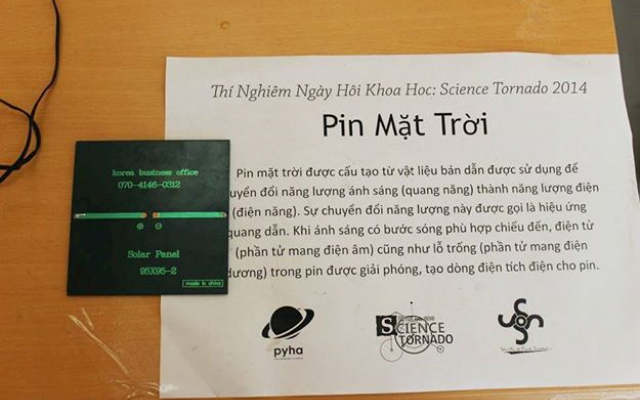 Thí Nghiêm Ngày Hôi Khoa Hoc: Science Tornado 2014
Pin Mặt Trời
Pin mặt trời được cấu tạo từ vật liệu bán dẫn được sử dụng để
uyển đổi năng lượng ánh sáng (quang năng) thành năng lượng điện
(điện năng). Sự chuyển đổi năng lượng này được gọi là hiệu ứng
quang dẫn. Khi ánh sáng có bước sóng phù hợp chiếu đến, điện tử
(phần tử mang điện âm) cũng như lỗ trống (phần tử mang điện
dương) trong pin được giải phóng, tạo dòng điện tích điện cho pin.
korea business office
070-4146-0312
Solar Panel
95X95-2
made in china
pyha
SCIENCE
TORNADO